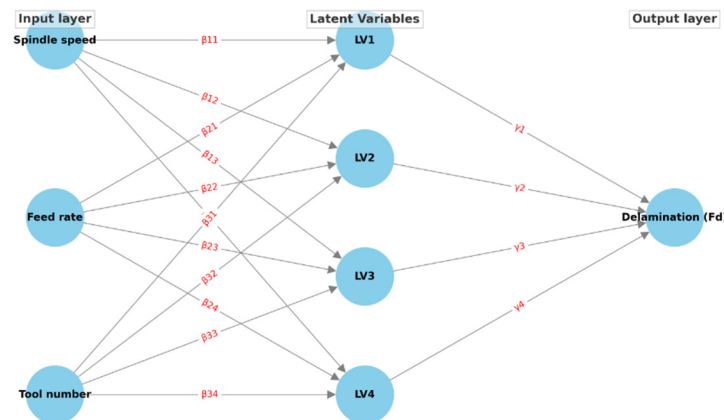 Input layer
Latent Variables
Output layer
Spindle speed
β11
LV1
β12
β21
γ1
β13
LV2
β22
γ2
Feed rate
β31
Delamination (Fd
β23
γ3
β32
LV3
β24
γ4
β33
Tool number
β34
LV4